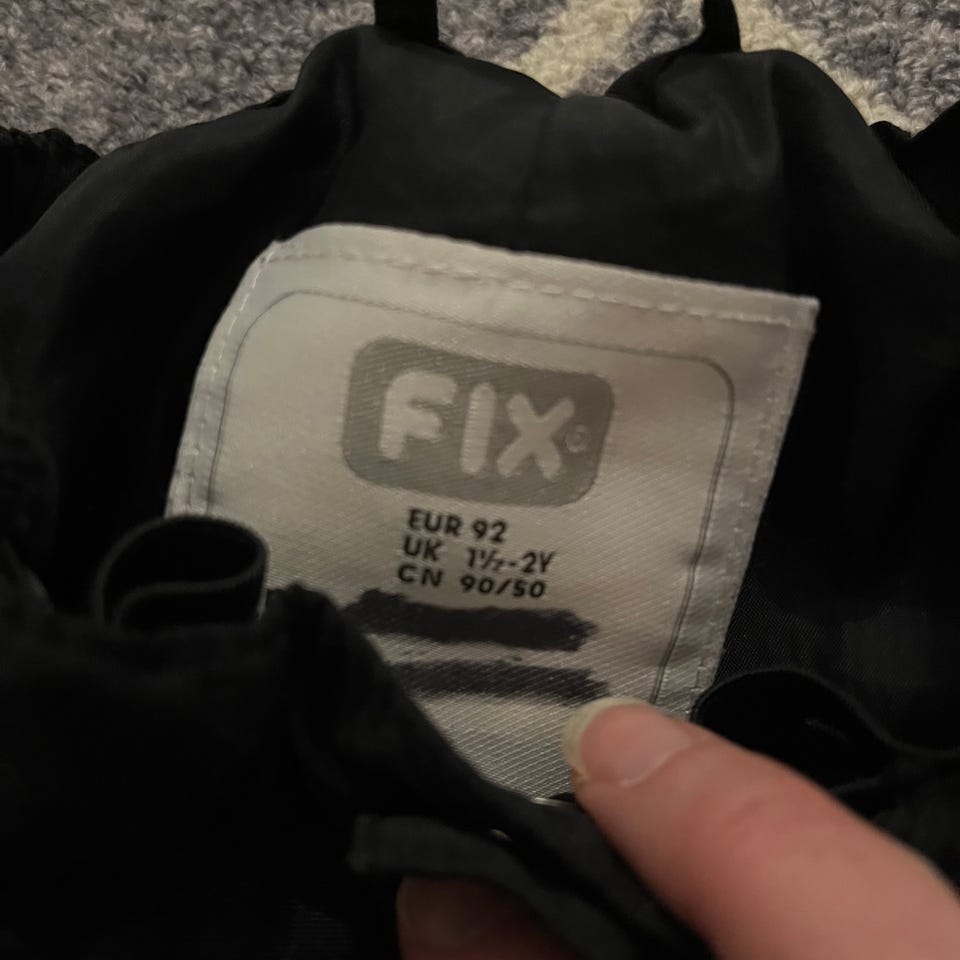 FIX®
EUR 92
UK 1½-2Y
CN 90/50